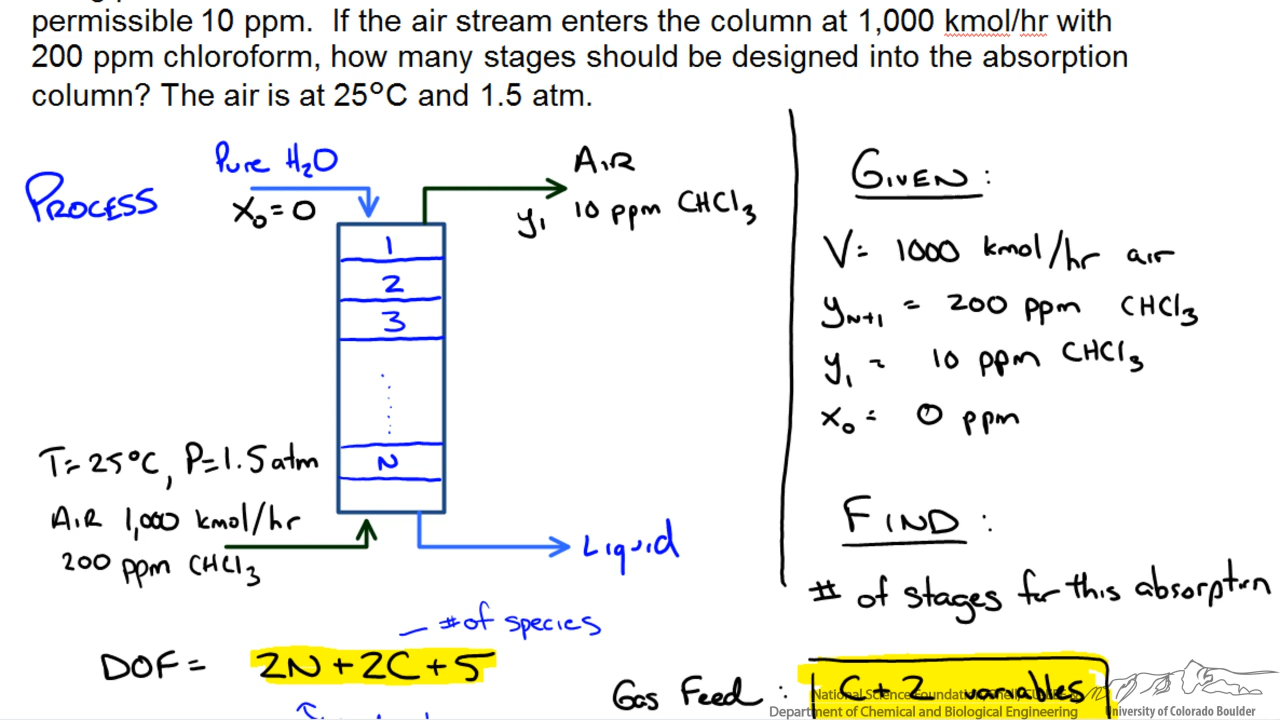 permissible 10 ppm. If the air stream enters the column at 1,000 kmol/hr with
200 ppm chloroform, how many stages should be designed into the absorption
column? The air is at 25°C and 1.5 atm.
PROCESS
Pure H₂O
X₀ = 0
AIR
y₁ 10 ppm CHCl₃
1
2
3
N
T = 25°C, P = 1.5 atm
AIR 1,000 kmol/hr
200 ppm CHCl₃
Liquid
GIVEN:
V = 1000 kmol/hr air
yN+1 = 200 ppm CHCl₃
y₁ = 10 ppm CHCl₃
X₀ = 0 ppm
FIND:
# of stages for this absorption
# of species
DOF = 2N + 2C + 5
Gas Feed: C + 2 variables
National Science Foundation
Department of Chemical and Biological Engineering
University of Colorado Boulder